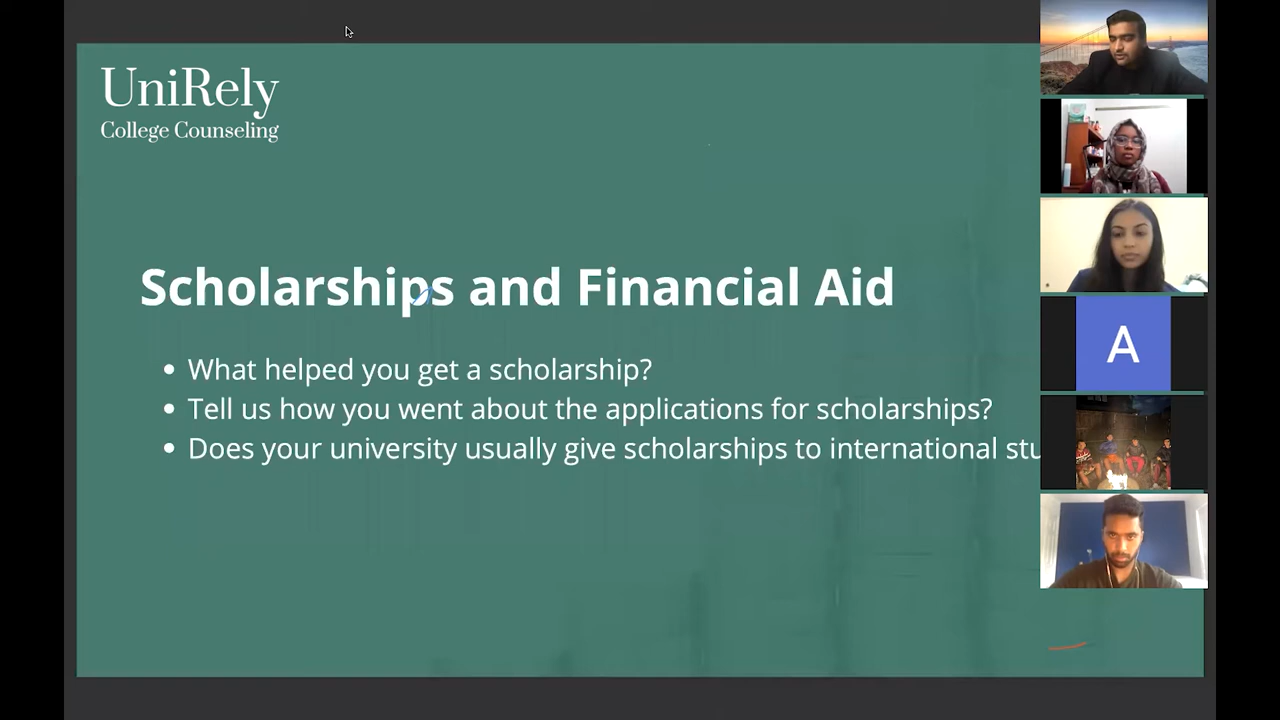 UniRely
College Counseling
Scholarships and Financial Aid
• What helped you get a scholarship?
• Tell us how you went about the applications for scholarships?
• Does your university usually give scholarships to international stu
A